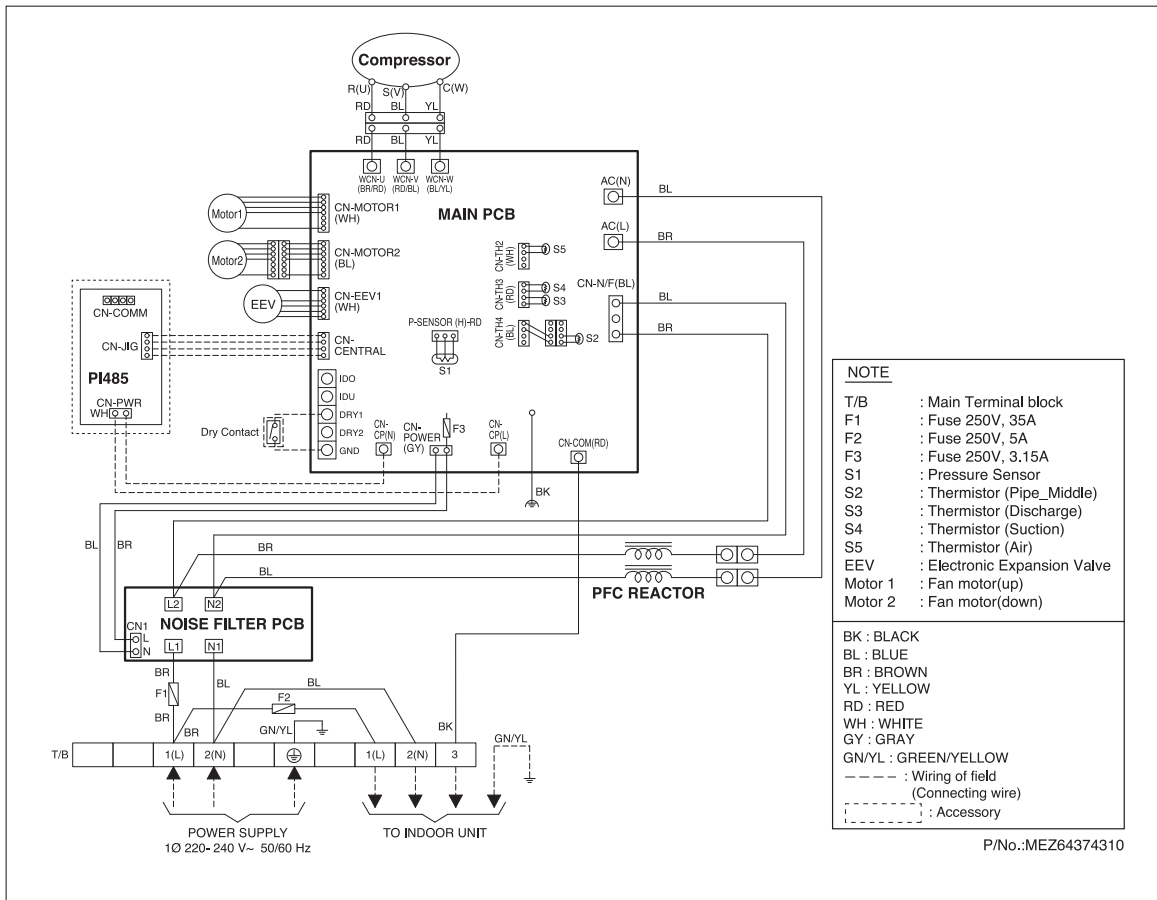 Compressor
R(U)
S(V)
C(W)
RD
BL
YL
RD
BL
YL
WCN-U
(BR/RD)
WCN-V
(RD/BL)
WCN-W
(BL/YL)
AC(N)
BL
Motor1
CN-MOTOR1
(WH)
MAIN PCB
AC(L)
BR
Motor2
CN-MOTOR2
(BL)
CN-TH2
(WH)
S5
CN-N/F(BL)
EEV
CN-EEV1
(WH)
CN-TH3
(RD)
S4
S3
BL
CN-COMM
P-SENSOR (H)-RD
CN-TH4
(BL)
S2
BR
CN-JIG
CN-
CENTRAL
S1
PI485
IDO
IDU
CN-PWR
WH
DRY1
Dry Contact
DRY2
GND
CN-
CP(N)
CN-
POWER
(GY)
F3
CN-
CP(L)
CN-COM(RD)
BK
BL
BR
BR
BL
PFC REACTOR
L2
N2
NOISE FILTER PCB
CN1
L
N
L1
N1
BR
BL
BL
F1
F2
BR
BR
GN/YL
BK
GN/YL
T/B
1(L)
2(N)
1(L)
2(N)
3
POWER SUPPLY
1Ø 220- 240 V~ 50/60 Hz
TO INDOOR UNIT
NOTE
T/B : Main Terminal block
F1 : Fuse 250V, 35A
F2 : Fuse 250V, 5A
F3 : Fuse 250V, 3.15A
S1 : Pressure Sensor
S2 : Thermistor (Pipe_Middle)
S3 : Thermistor (Discharge)
S4 : Thermistor (Suction)
S5 : Thermistor (Air)
EEV : Electronic Expansion Valve
Motor 1 : Fan motor(up)
Motor 2 : Fan motor(down)
BK : BLACK
BL : BLUE
BR : BROWN
YL : YELLOW
RD : RED
WH : WHITE
GY : GRAY
GN/YL : GREEN/YELLOW
: Wiring of field
(Connecting wire)
: Accessory
P/No.:MEZ64374310